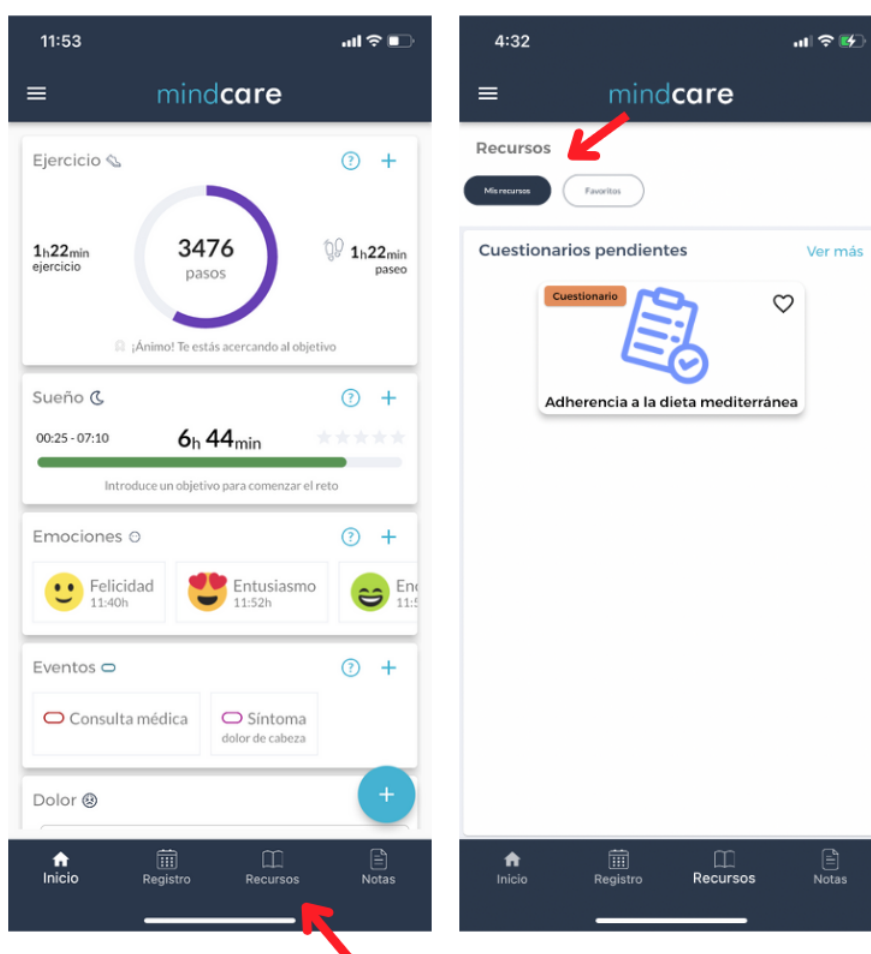 11:53
mindcare
Ejercicio
?
+
1h22min
ejercicio
3476
pasos
1h22min
paseo
¡Ánimo! Te estás acercando al objetivo
Sueño
?
+
00:25 - 07:10
6h 44min
Introduce un objetivo para comenzar el reto
Emociones
?
+
Felicidad
11:40h
Entusiasmo
11:52h
Ene
11:5
Eventos
?
+
Consulta médica
Síntoma
dolor de cabeza
Dolor
+
Inicio
Registro
Recursos
Notas
4:32
mindcare
Recursos
Mis recursos
Favoritos
Cuestionarios pendientes
Ver más
Cuestionario
Adherencia a la dieta mediterránea
Inicio
Registro
Recursos
Notas